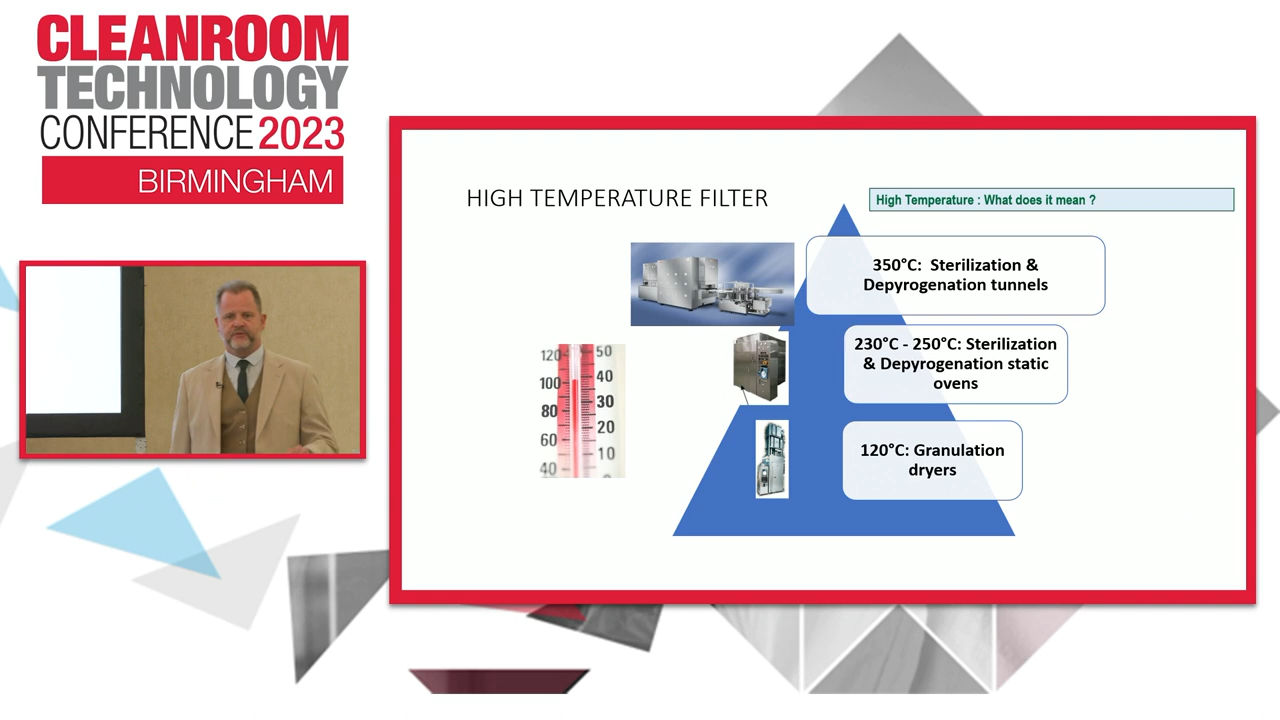 CLEANROOM
TECHNOLOGY
CONFERENCE 2023
BIRMINGHAM
HIGH TEMPERATURE FILTER
High Temperature : What does it mean ?
350°C: Sterilization &
Depyrogenation tunnels
230°C - 250°C: Sterilization
& Depyrogenation static
ovens
120°C: Granulation
dryers
120 50
100 40
80 30
60 20
40 10